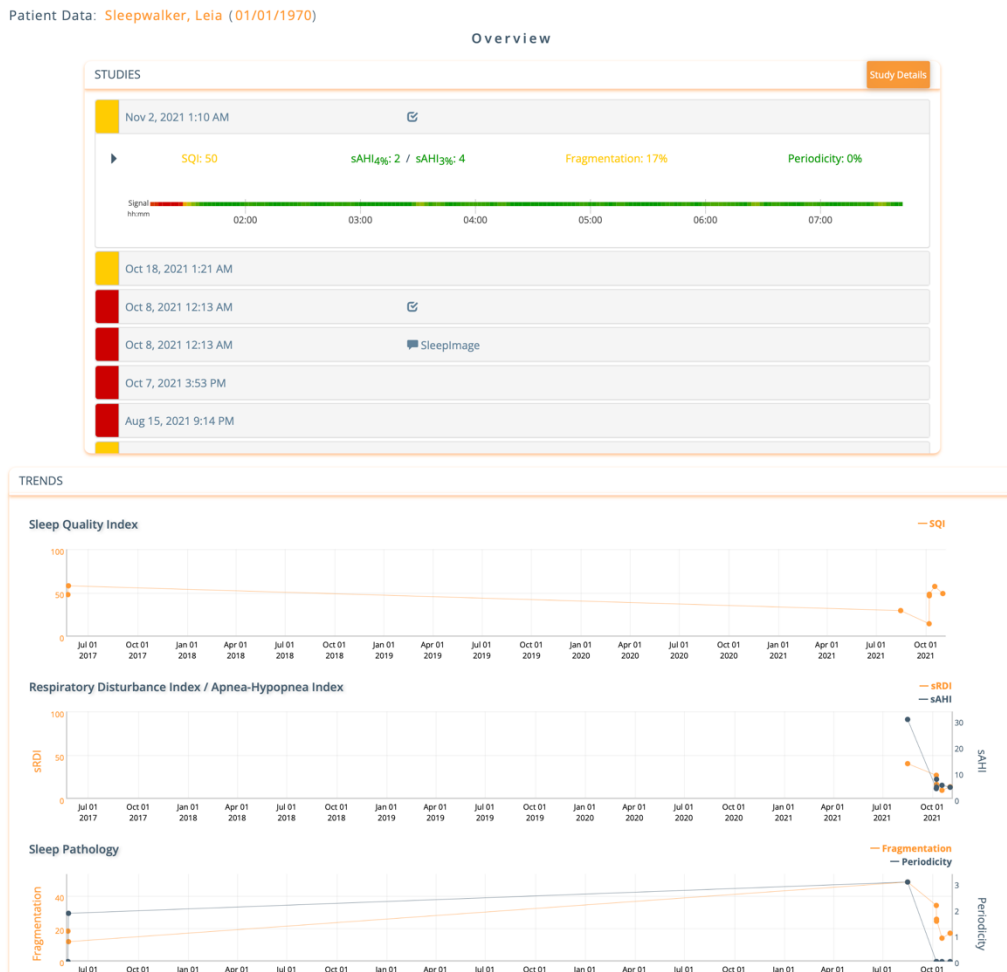 Patient Data: Sleepwalker, Leia (01/01/1970)
Overview
STUDIES
Study Details
Nov 2, 2021 1:10 AM
SQI: 50 sAHI4%: 2 / sAHI3%: 4 Fragmentation: 17% Periodicity: 0%
Signal
hh:mm
02:00 03:00 04:00 05:00 06:00 07:00
Oct 18, 2021 1:21 AM
Oct 8, 2021 12:13 AM
Oct 8, 2021 12:13 AM SleepImage
Oct 7, 2021 3:53 PM
Aug 15, 2021 9:14 PM
TRENDS
Sleep Quality Index
SQI
100
50
0
Jul 01 Oct 01 Jan 01 Apr 01 Jul 01 Oct 01 Jan 01 Apr 01 Jul 01 Oct 01 Jan 01 Apr 01 Jul 01 Oct 01 Jan 01 Apr 01 Jul 01 Oct 01
2017 2017 2018 2018 2018 2018 2019 2019 2019 2019 2020 2020 2020 2020 2021 2021 2021 2021
Respiratory Disturbance Index / Apnea-Hypopnea Index
sRDI
sAHI
100
50
0
sRDI
30
20
10
0
sAHI
Jul 01 Oct 01 Jan 01 Apr 01 Jul 01 Oct 01 Jan 01 Apr 01 Jul 01 Oct 01 Jan 01 Apr 01 Jul 01 Oct 01 Jan 01 Apr 01 Jul 01 Oct 01
2017 2017 2018 2018 2018 2018 2019 2019 2019 2019 2020 2020 2020 2020 2021 2021 2021 2021
Sleep Pathology
Fragmentation
Periodicity
40
20
0
Fragmentation
3
2
1
0
Periodicity
Jul 01 Oct 01 Jan 01 Apr 01 Jul 01 Oct 01 Jan 01 Apr 01 Jul 01 Oct 01 Jan 01 Apr 01 Jul 01 Oct 01 Jan 01 Apr 01 Jul 01 Oct 01